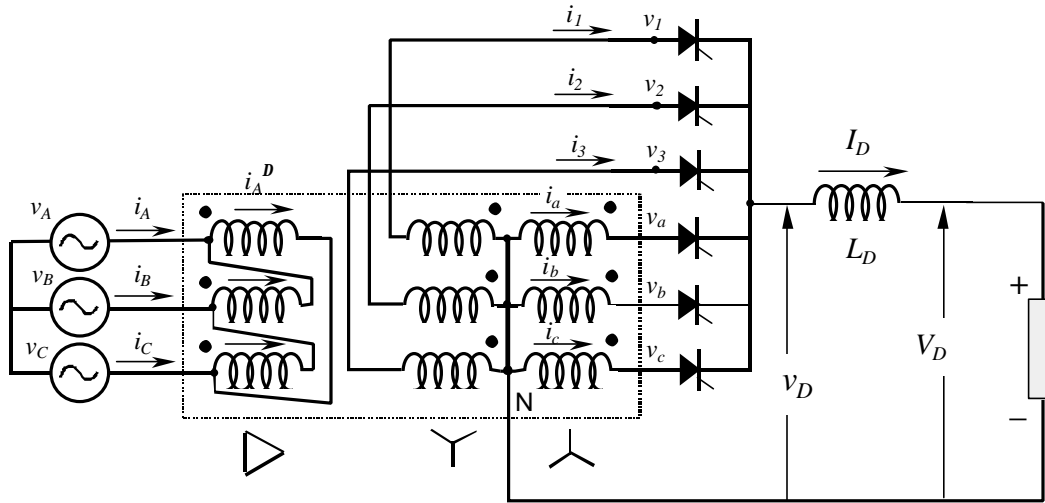 i1 v1
i2 v2
i3 v3
iA D
ia
ID
vA iA va
LD
vB iB ib vb
vC iC ic vc
+
vD VD
N
−